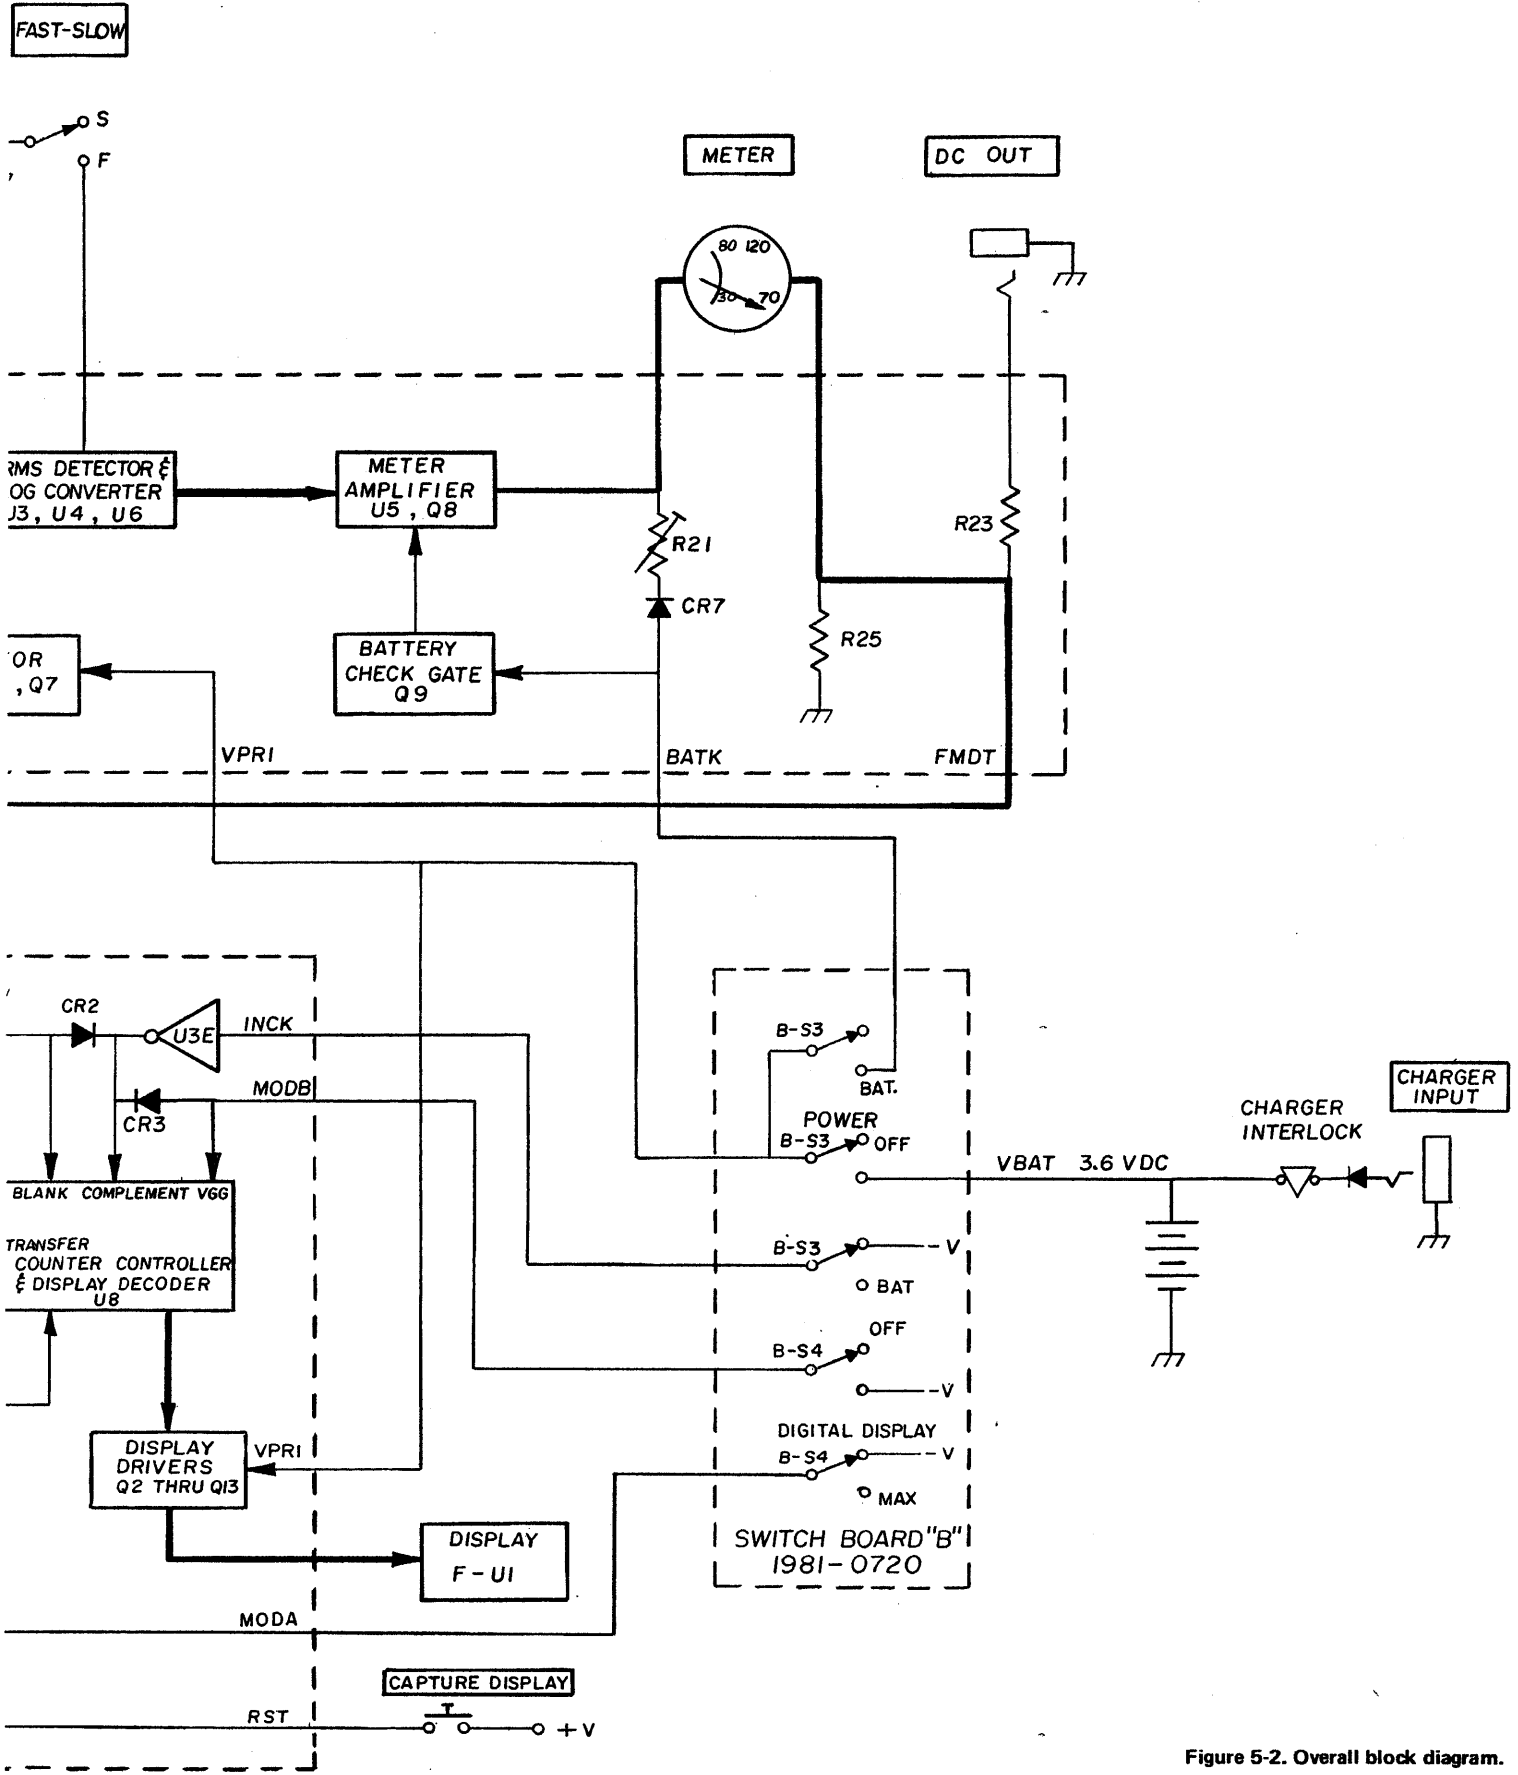 FAST-SLOW
S
F
METER
DC OUT
80 120
30 70
RMS DETECTOR &
OG CONVERTER
U3, U4, U6
METER
AMPLIFIER
U5, Q8
R21
CR7
R23
R25
BATTERY
CHECK GATE
Q9
OR
, Q7
VPR1
BATK
FMDT
CR2
U3E
INCK
MODB
CR3
BLANK COMPLEMENT VGG
TRANSFER
COUNTER CONTROLLER
& DISPLAY DECODER
U8
B-S3
BAT.
POWER
B-S3
OFF
VBAT 3.6 VDC
CHARGER
INTERLOCK
CHARGER
INPUT
B-S3
-V
BAT
OFF
B-S4
-V
DIGITAL DISPLAY
B-S4
-V
MAX
SWITCH BOARD "B"
1981-0720
DISPLAY
DRIVERS
Q2 THRU Q13
VPR1
DISPLAY
F-U1
MODA
CAPTURE DISPLAY
RST
+V
Figure 5-2. Overall block diagram.